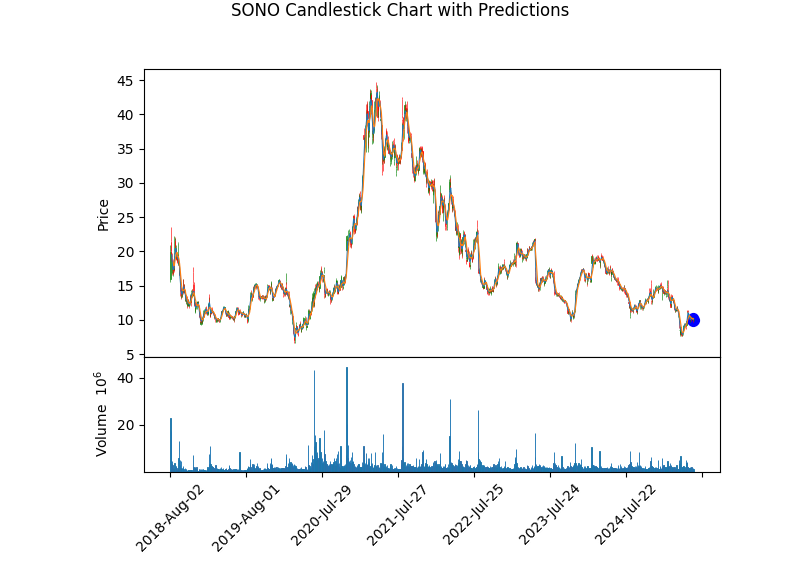 SONO Candlestick Chart with Predictions
45
40
35
30
25
20
15
10
5
Price
40
20
Volume 10^6
2018-Aug-02
2019-Aug-01
2020-Jul-29
2021-Jul-27
2022-Jul-25
2023-Jul-24
2024-Jul-22